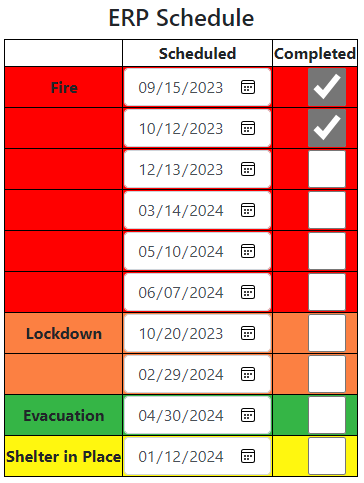 ERP Schedule
Scheduled Completed
Fire 09/15/2023
10/12/2023
12/13/2023
03/14/2024
05/10/2024
06/07/2024
Lockdown 10/20/2023
02/29/2024
Evacuation 04/30/2024
Shelter in Place 01/12/2024